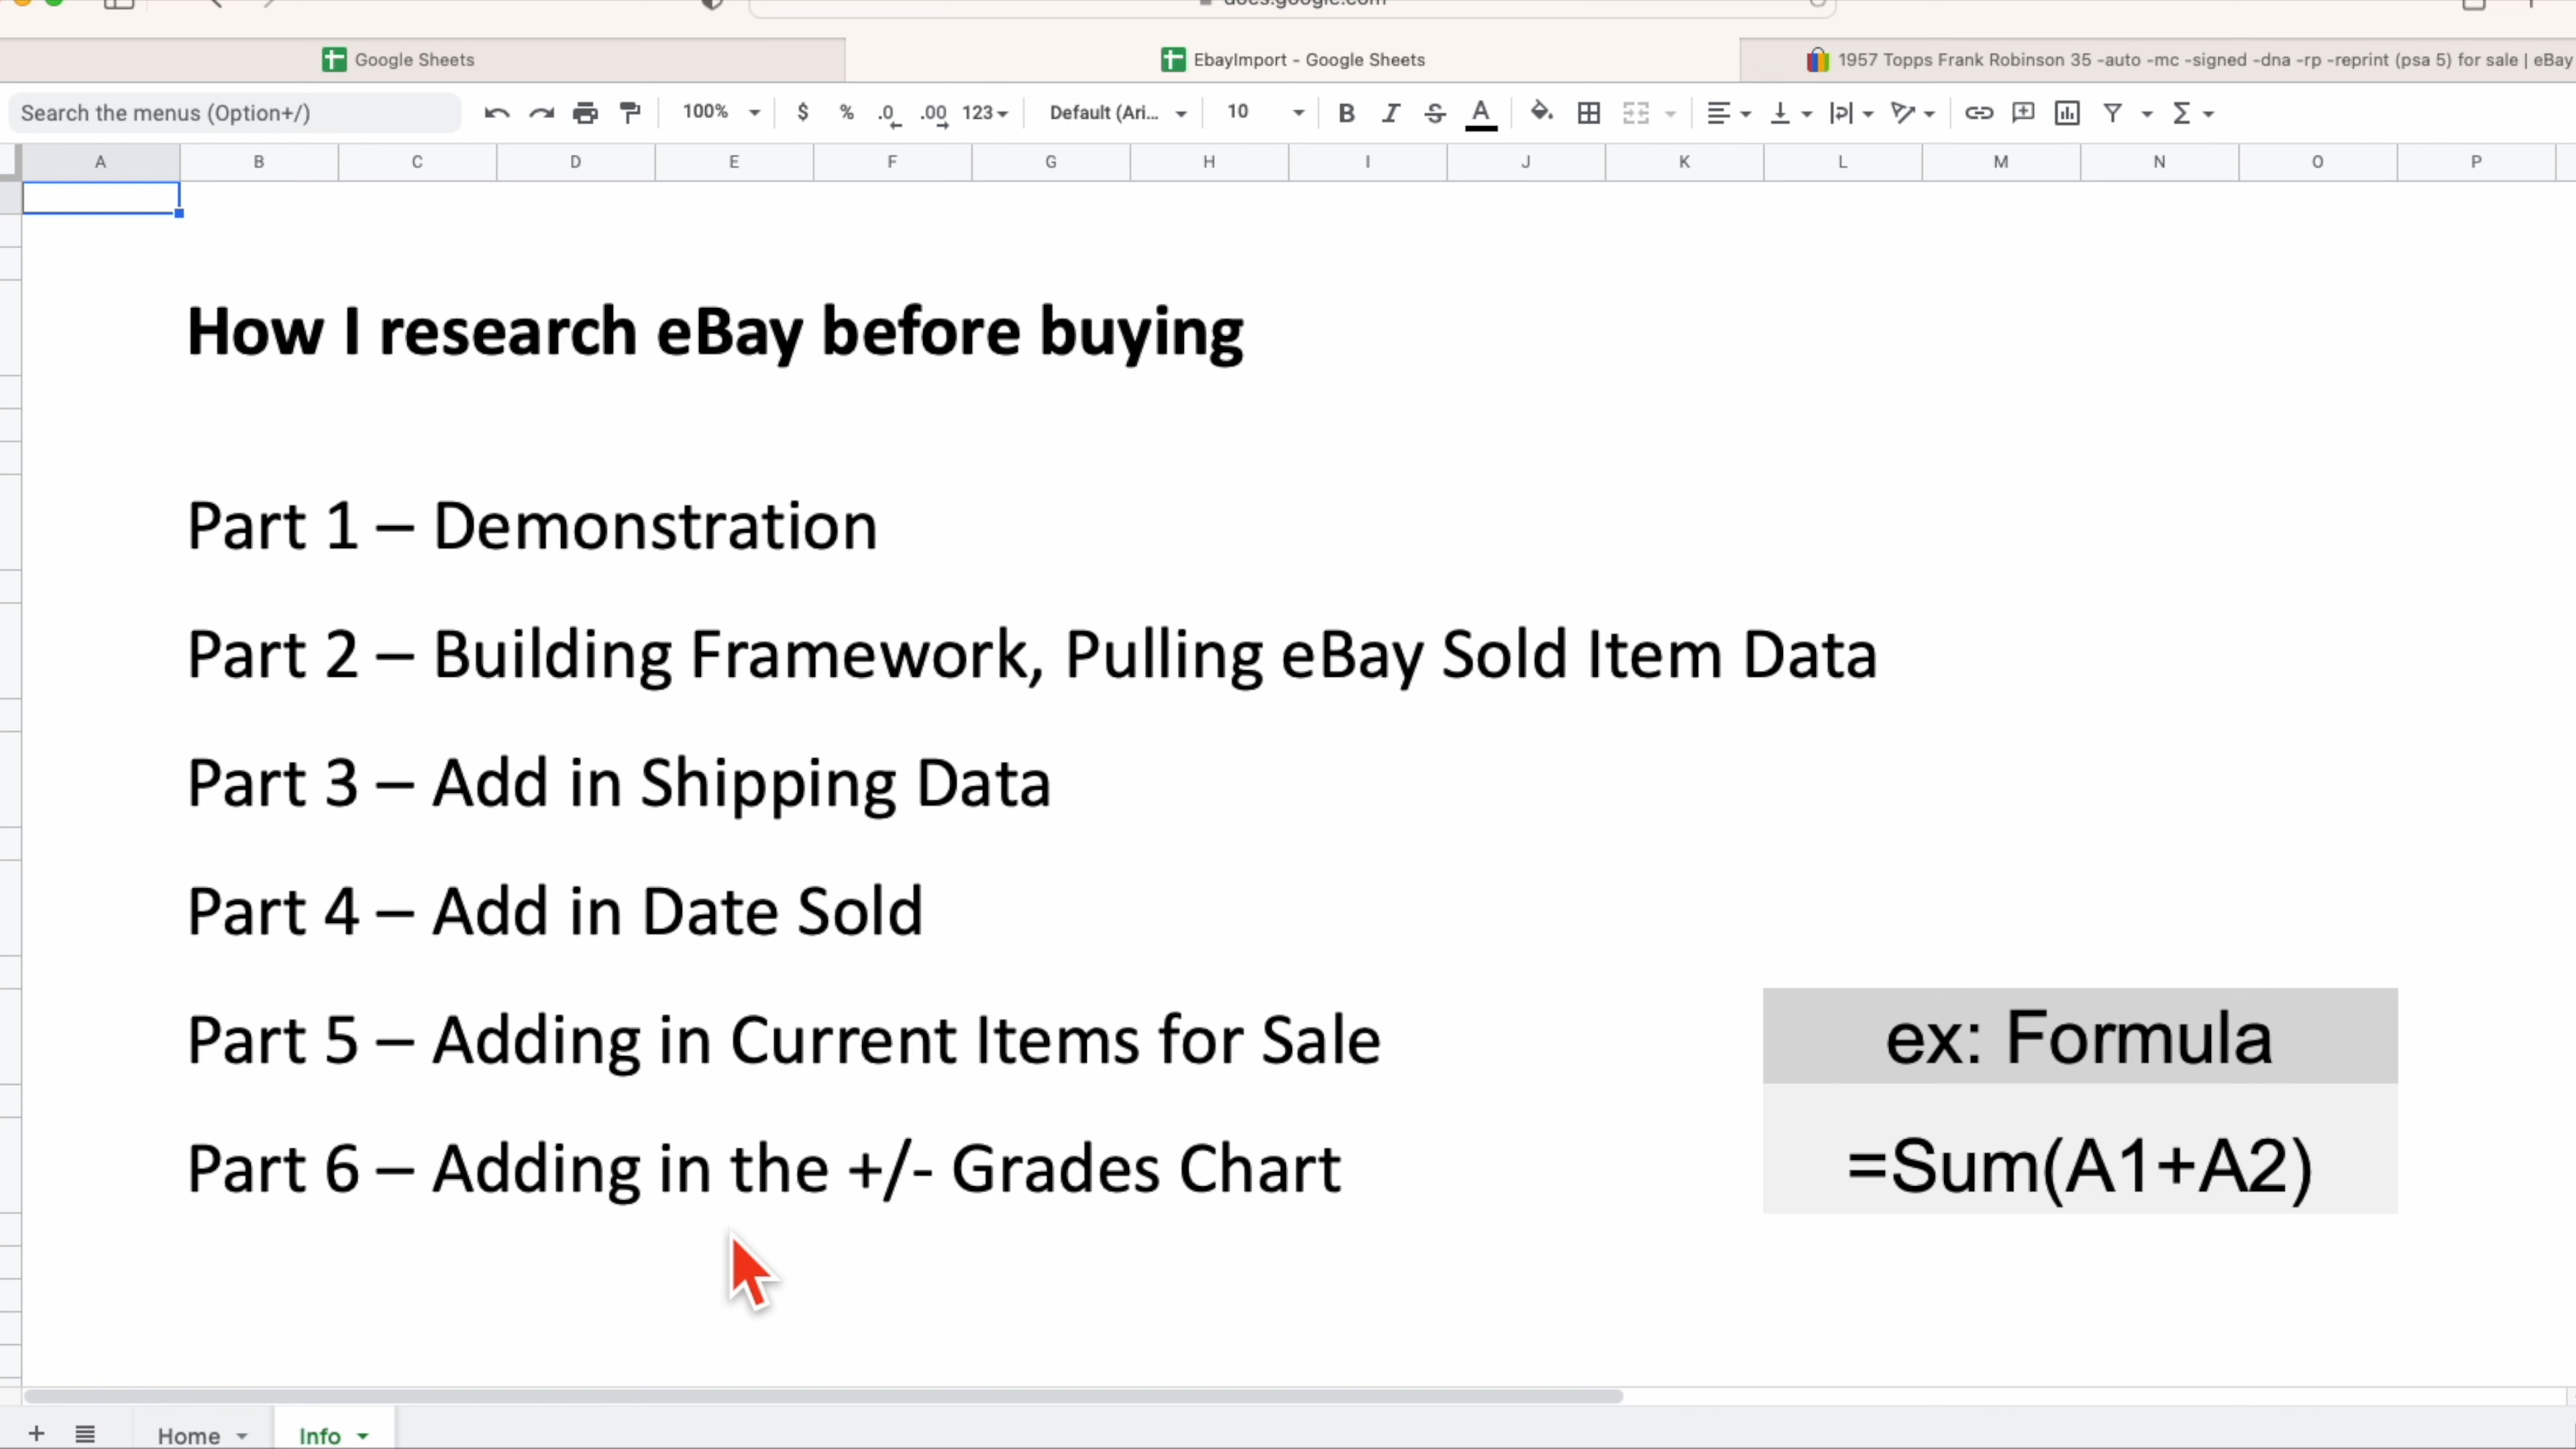 Google Sheets
EbayImport - Google Sheets
1957 Topps Frank Robinson 35 -auto -mc -signed -dna -rp -reprint (psa 5) for sale | eBay
Search the menus (Option+/)
100%
$
%
.0
.00
123
Default (Ari...
10
B
I
S
A
A B C D E F G H I J K L M N O P
How I research eBay before buying
Part 1 – Demonstration
Part 2 – Building Framework, Pulling eBay Sold Item Data
Part 3 – Add in Shipping Data
Part 4 – Add in Date Sold
Part 5 – Adding in Current Items for Sale
ex: Formula
Part 6 – Adding in the +/- Grades Chart
=Sum(A1+A2)
Home
Info